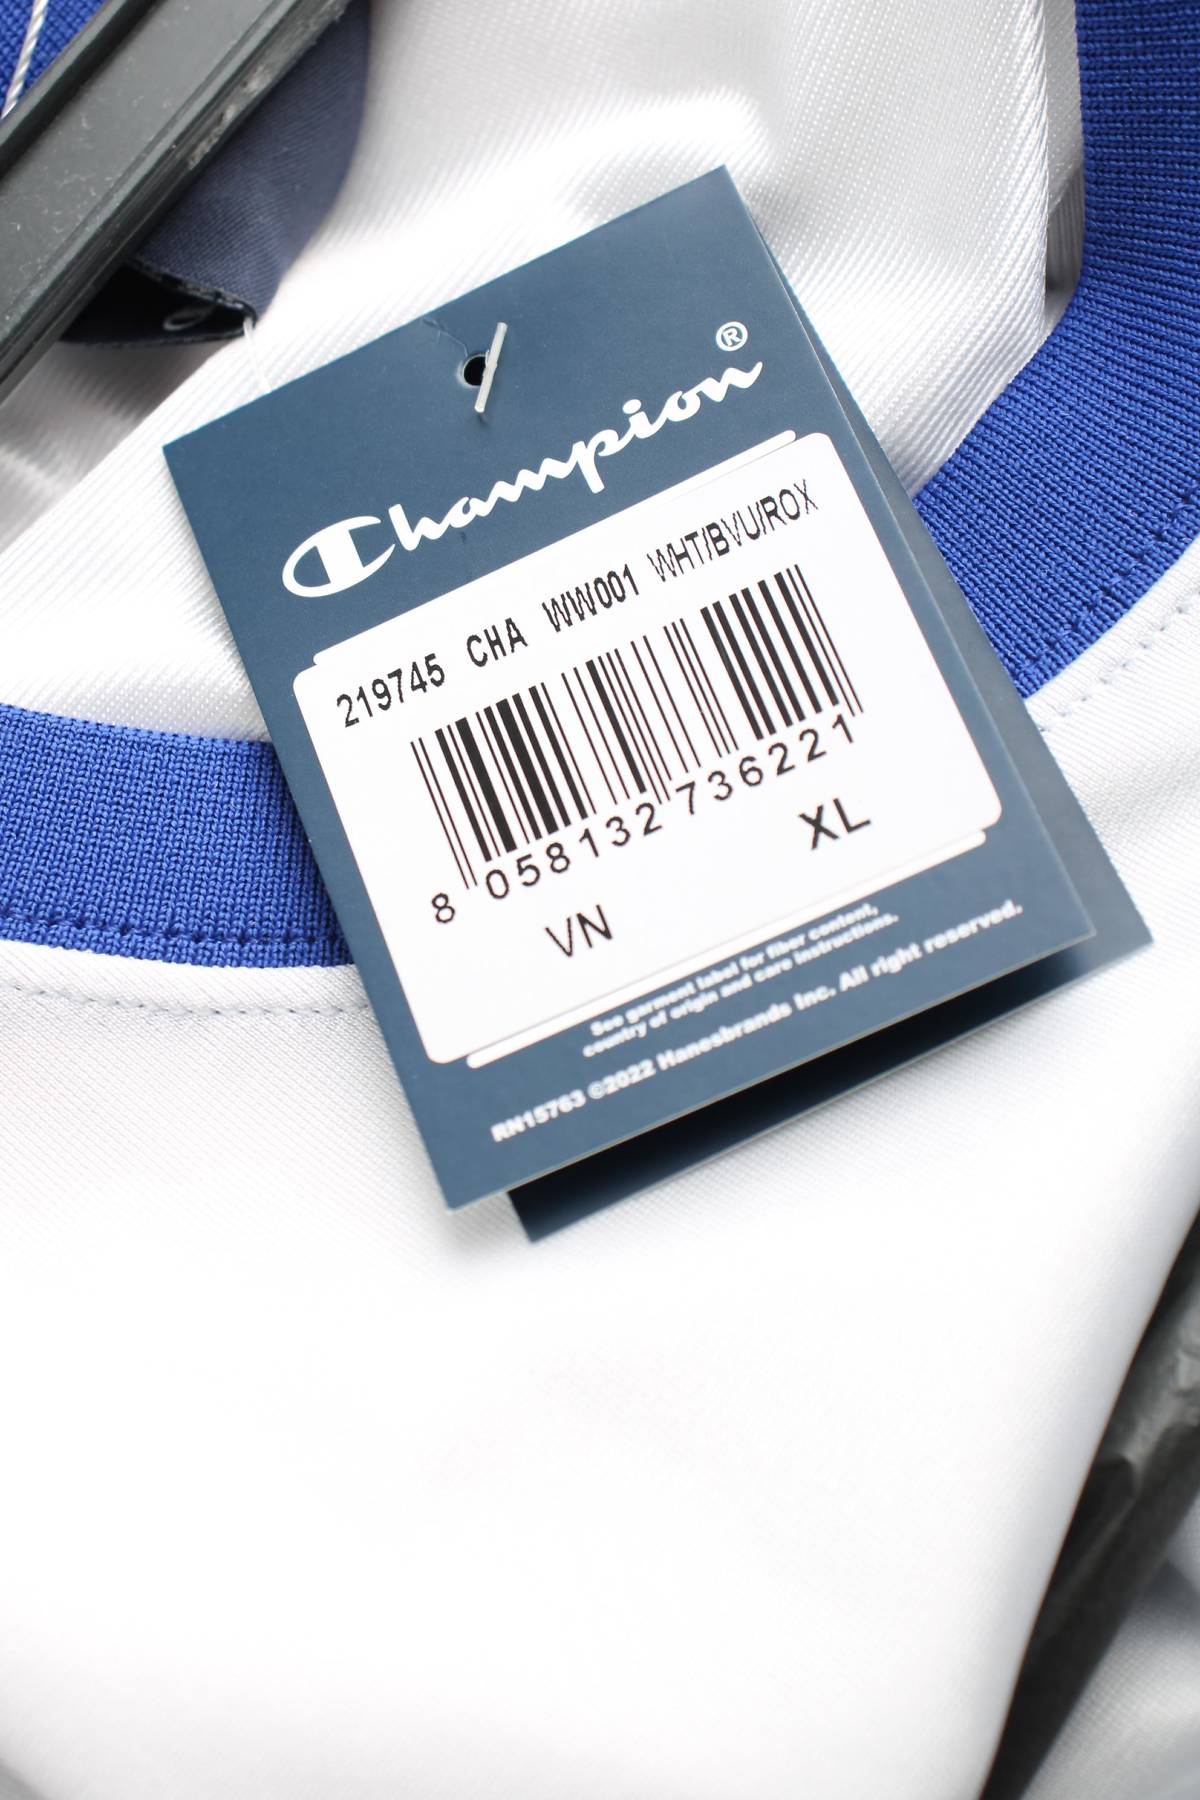 Champion®
219745 CHA WW001 WHT/BVU/ROX
8 058132 736221
VN XL
See garment label for fiber content,
country of origin and care instructions.
RN15763 ©2022 Hanesbrands Inc. All right reserved.